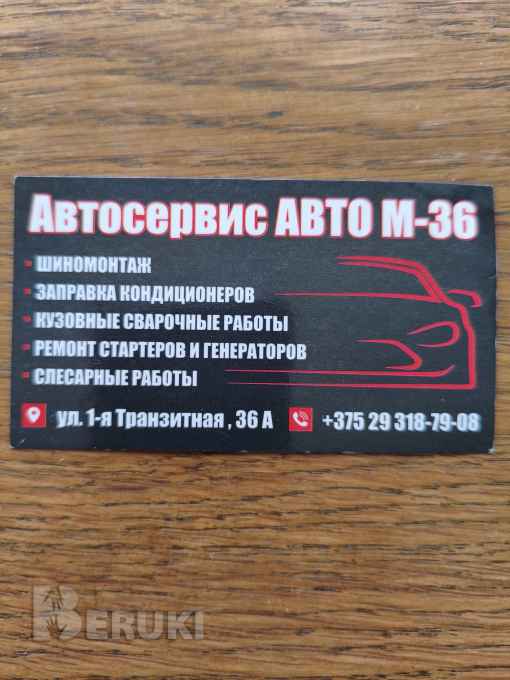 Автосервис АВТО М-36
ШИНОМОНТАЖ
ЗАПРАВКА КОНДИЦИОНЕРОВ
КУЗОВНЫЕ СВАРОЧНЫЕ РАБОТЫ
РЕМОНТ СТАРТЕРОВ И ГЕНЕРАТОРОВ
СЛЕСАРНЫЕ РАБОТЫ
ул. 1-я Транзитная , 36 А +375 29 318-79-08
BERUKI